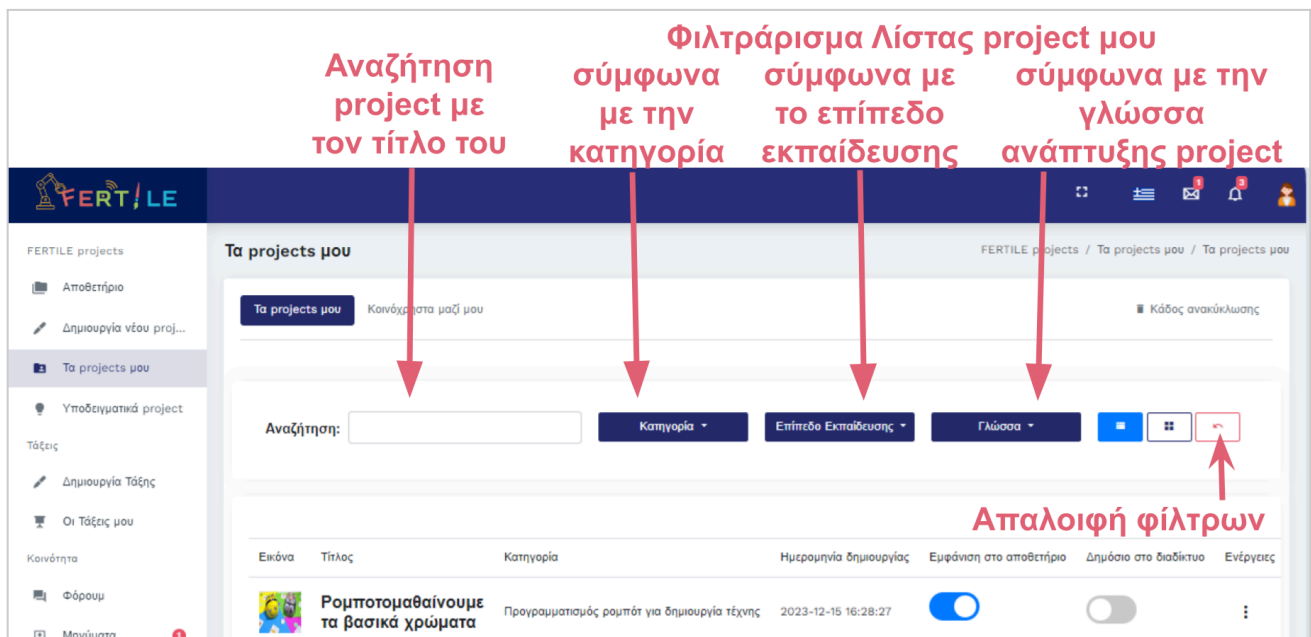 Φιλτράρισμα Λίστας project μου
Αναζήτηση
project με
τον τίτλο του
σύμφωνα
με την
κατηγορία
σύμφωνα με
το επίπεδο
εκπαίδευσης
σύμφωνα με την
γλώσσα
ανάπτυξης project
FERTILE
1
3
FERTILE projects
Αποθετήριο
Δημιουργία νέου proj...
Τα projects μου
Υποδειγματικά project
Τάξεις
Δημιουργία Τάξης
Οι Τάξεις μου
Κοινότητα
Φόρουμ
Μηνύματα
1
Τα projects μου
FERTILE projects / Τα projects μου / Τα projects μου
Τα projects μου
Κοινόχρηστα μαζί μου
Κάδος ανακύκλωσης
Αναζήτηση:
Κατηγορία
Επίπεδο Εκπαίδευσης
Γλώσσα
Απαλοιφή φίλτρων
Εικόνα Τίτλος Κατηγορία Ημερομηνία δημιουργίας Εμφάνιση στο αποθετήριο Δημόσιο στο διαδίκτυο Ενέργειες
Ρομποτομαθαίνουμε
τα βασικά χρώματα
Προγραμματισμός ρομπότ για δημιουργία τέχνης
2023-12-15 16:28:27